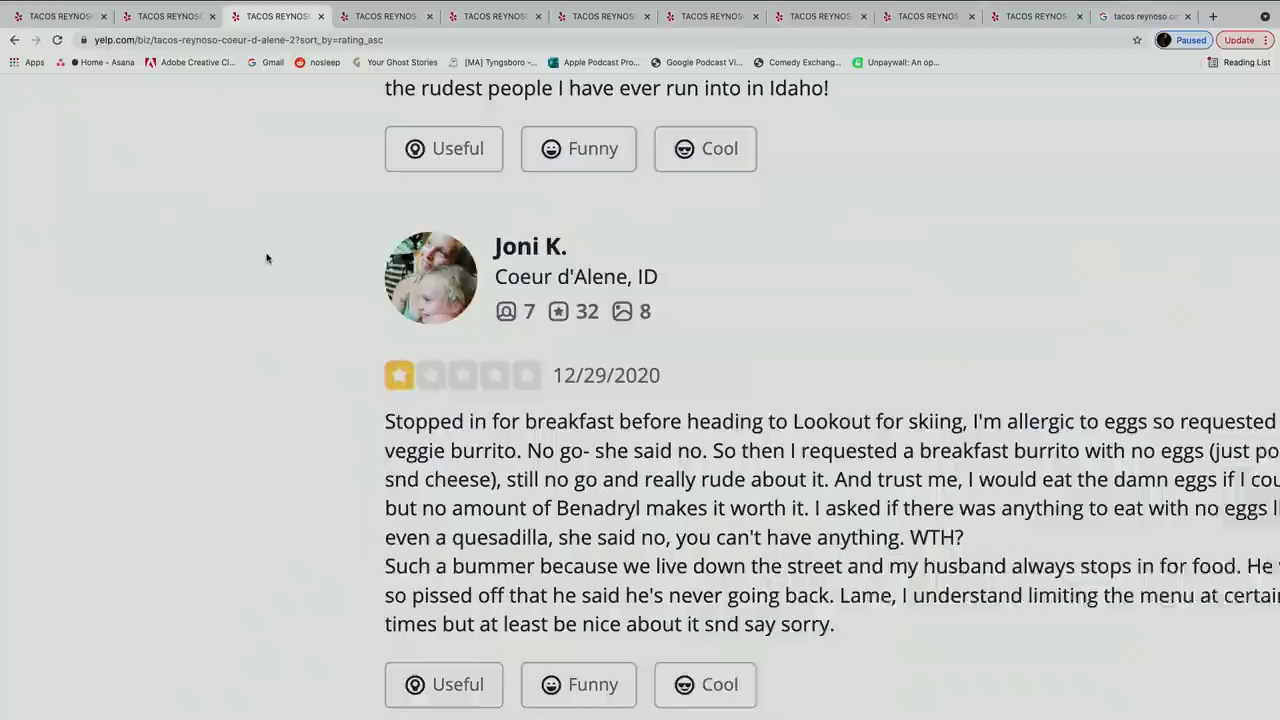 TACOS REYNOS
TACOS REYNOS
TACOS REYNOS
TACOS REYNOS
TACOS REYNOS
TACOS REYNOS
TACOS REYNOS
TACOS REYNOS
TACOS REYNOS
TACOS REYNOS
tacos reynoso c
yelp.com/biz/tacos-reynoso-coeur-d-alene-2?sort_by=rating_asc
Paused
Update
Apps
Home - Asana
Adobe Creative Cl...
Gmail
nosleep
Your Ghost Stories
[MA] Tyngsboro -...
Apple Podcast Pro...
Google Podcast Vi...
Comedy Exchang...
Unpaywall: An op...
Reading List
the rudest people I have ever run into in Idaho!
Useful
Funny
Cool
Joni K.
Coeur d'Alene, ID
7
32
8
12/29/2020
Stopped in for breakfast before heading to Lookout for skiing, I'm allergic to eggs so requested
veggie burrito. No go- she said no. So then I requested a breakfast burrito with no eggs (just po
snd cheese), still no go and really rude about it. And trust me, I would eat the damn eggs if I cou
but no amount of Benadryl makes it worth it. I asked if there was anything to eat with no eggs li
even a quesadilla, she said no, you can't have anything. WTH?
Such a bummer because we live down the street and my husband always stops in for food. He
so pissed off that he said he's never going back. Lame, I understand limiting the menu at certai
times but at least be nice about it snd say sorry.
Useful
Funny
Cool